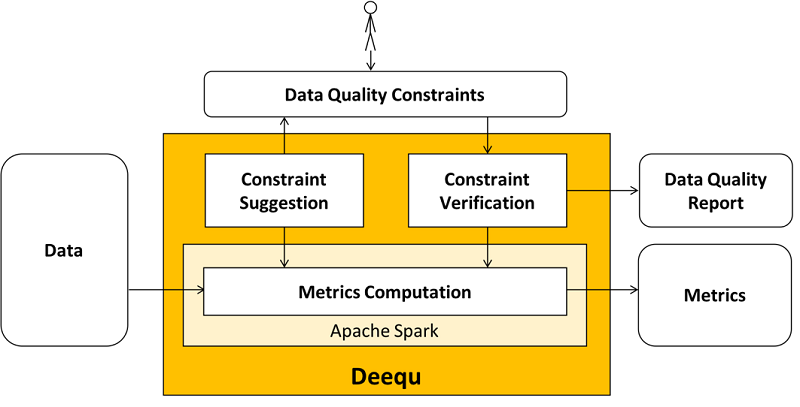 Data Quality Constraints
Constraint
Suggestion
Constraint
Verification
Data Quality
Report
Data
Metrics Computation
Metrics
Apache Spark
Deequ